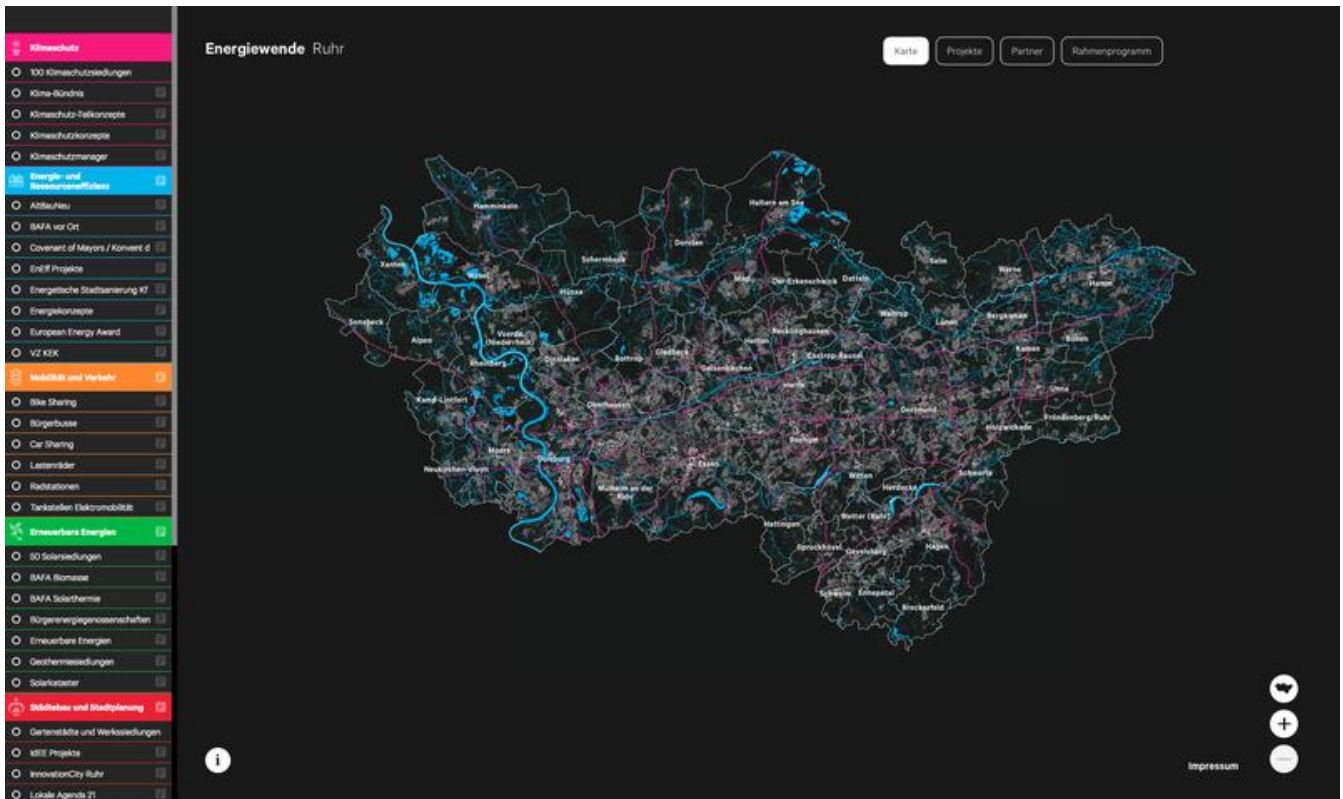 Klimaschutz
100 Klimaschutzsiedlungen
Klima-Bündnis
Klimaschutz-Teilkonzepte
Klimaschutzkonzepte
Klimaschutzmanager
Energie- und
Ressourceneffizienz
AltBauNeu
BAFA vor Ort
Covenant of Mayors / Konvent d
EnEff Projekte
Energetische Stadtsanierung Kf
Energiekonzepte
European Energy Award
VZ KEK
Mobilität und Verkehr
Bike Sharing
Bürgerbusse
Car Sharing
Lastenräder
Radstationen
Tankstellen Elektromobilität
Erneuerbare Energien
50 Solarsiedlungen
BAFA Biomasse
BAFA Solarthermie
Bürgerenergiegenossenschaften
Erneuerbare Energien
Geothermiesiedlungen
Solarkataster
Städtebau und Stadtplanung
Gartenstädte und Werkssiedlungen
IdEE Projekte
InnovationCity Ruhr
Lokale Agenda 21
Energiewende Ruhr
Karte
Projekte
Partner
Rahmenprogramm
Hamminkeln
Haltern am See
Dorsten
Xanten
Wesel
Schermbeck
Hünxe
Marl
Oer-Erkenschwick
Datteln
Selm
Werne
Hamm
Sonsbeck
Alpen
Voerde
(Niederrhein)
Rheinberg
Dinslaken
Bottrop
Gladbeck
Gelsenkirchen
Herten
Recklinghausen
Castrop-Rauxel
Waltrop
Lünen
Bergkamen
Kamen
Bönen
Unna
Fröndenberg/Ruhr
Holzwickede
Kamp-Lintfort
Oberhausen
Herne
Dortmund
Bochum
Moers
Duisburg
Neukirchen-Vluyn
Mülheim an der
Ruhr
Essen
Witten
Herdecke
Schwerte
Hattingen
Wetter (Ruhr)
Sprockhövel
Gevelsberg
Hagen
Schwelm
Ennepetal
Breckerfeld
i
Impressum